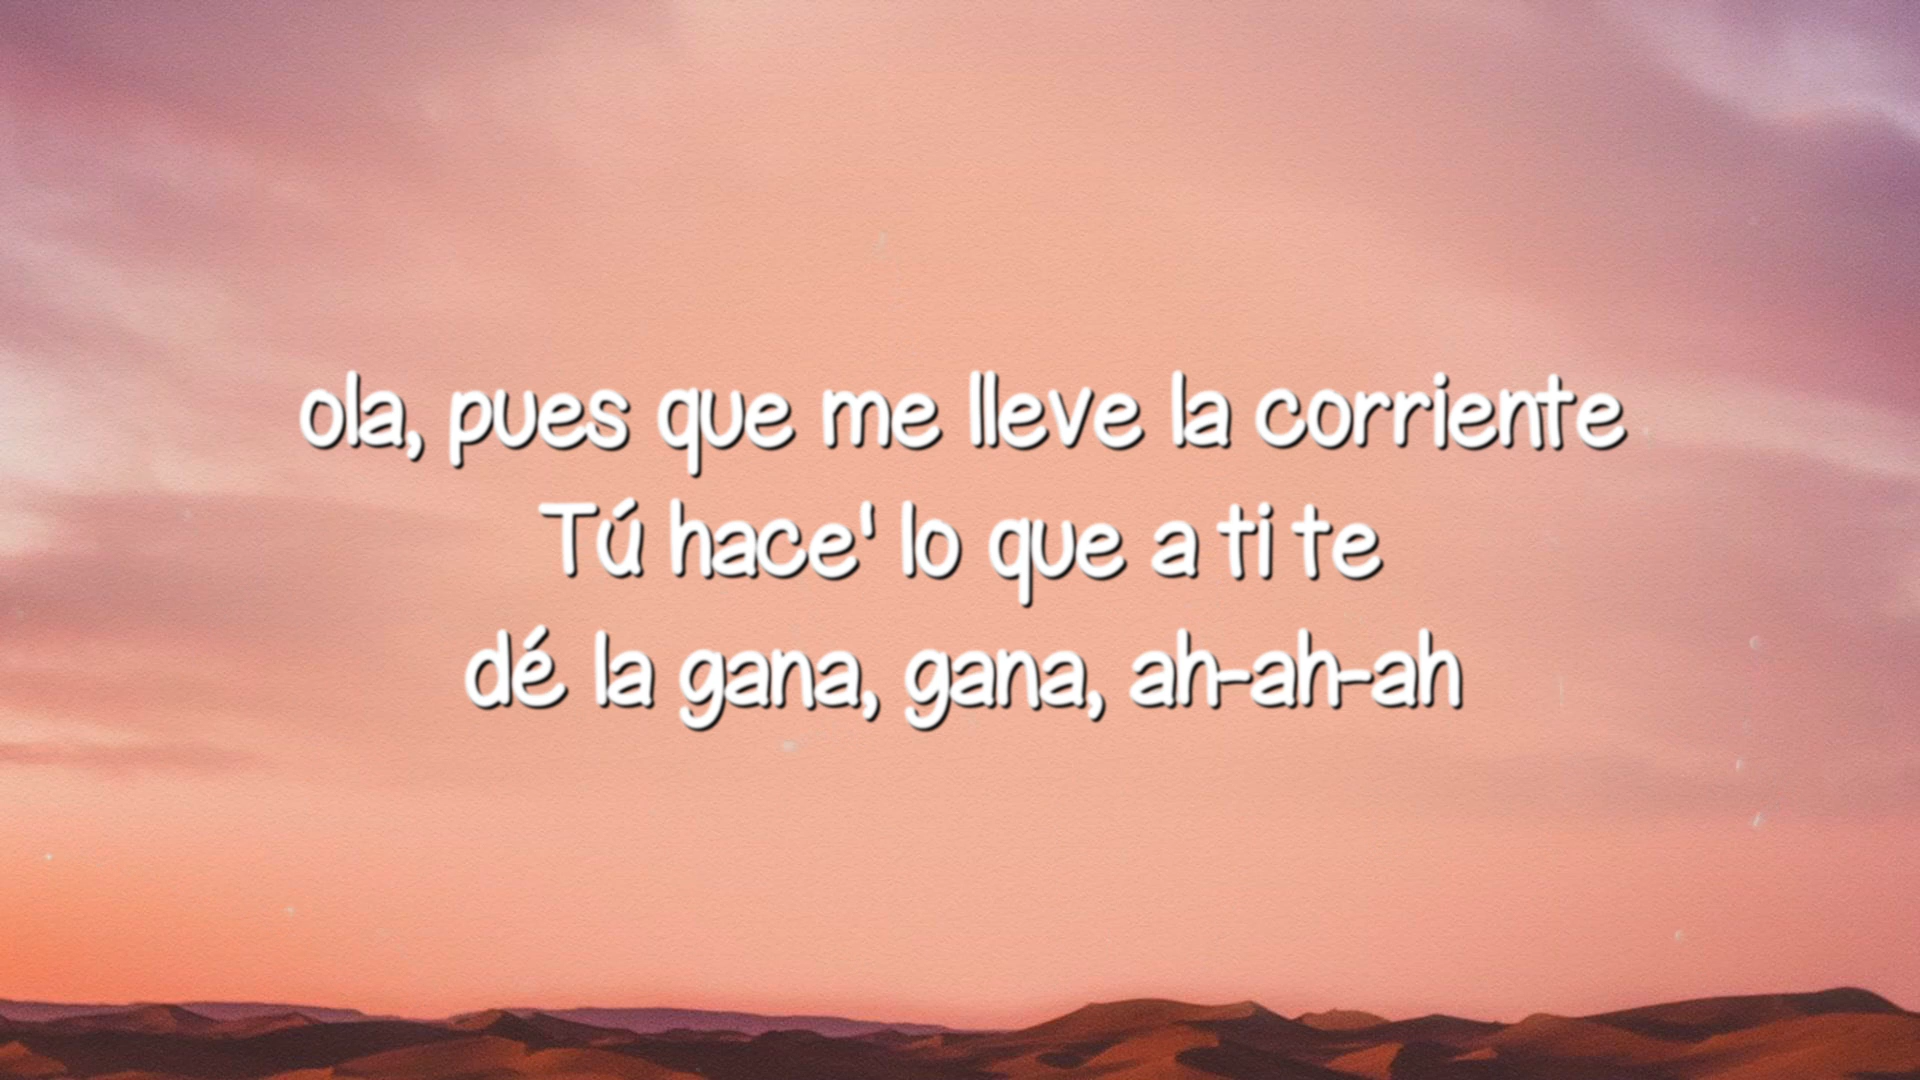 ola, pues que me lleve la corriente
Tú hace' lo que a ti te
dé la gana, gana, ah-ah-ah